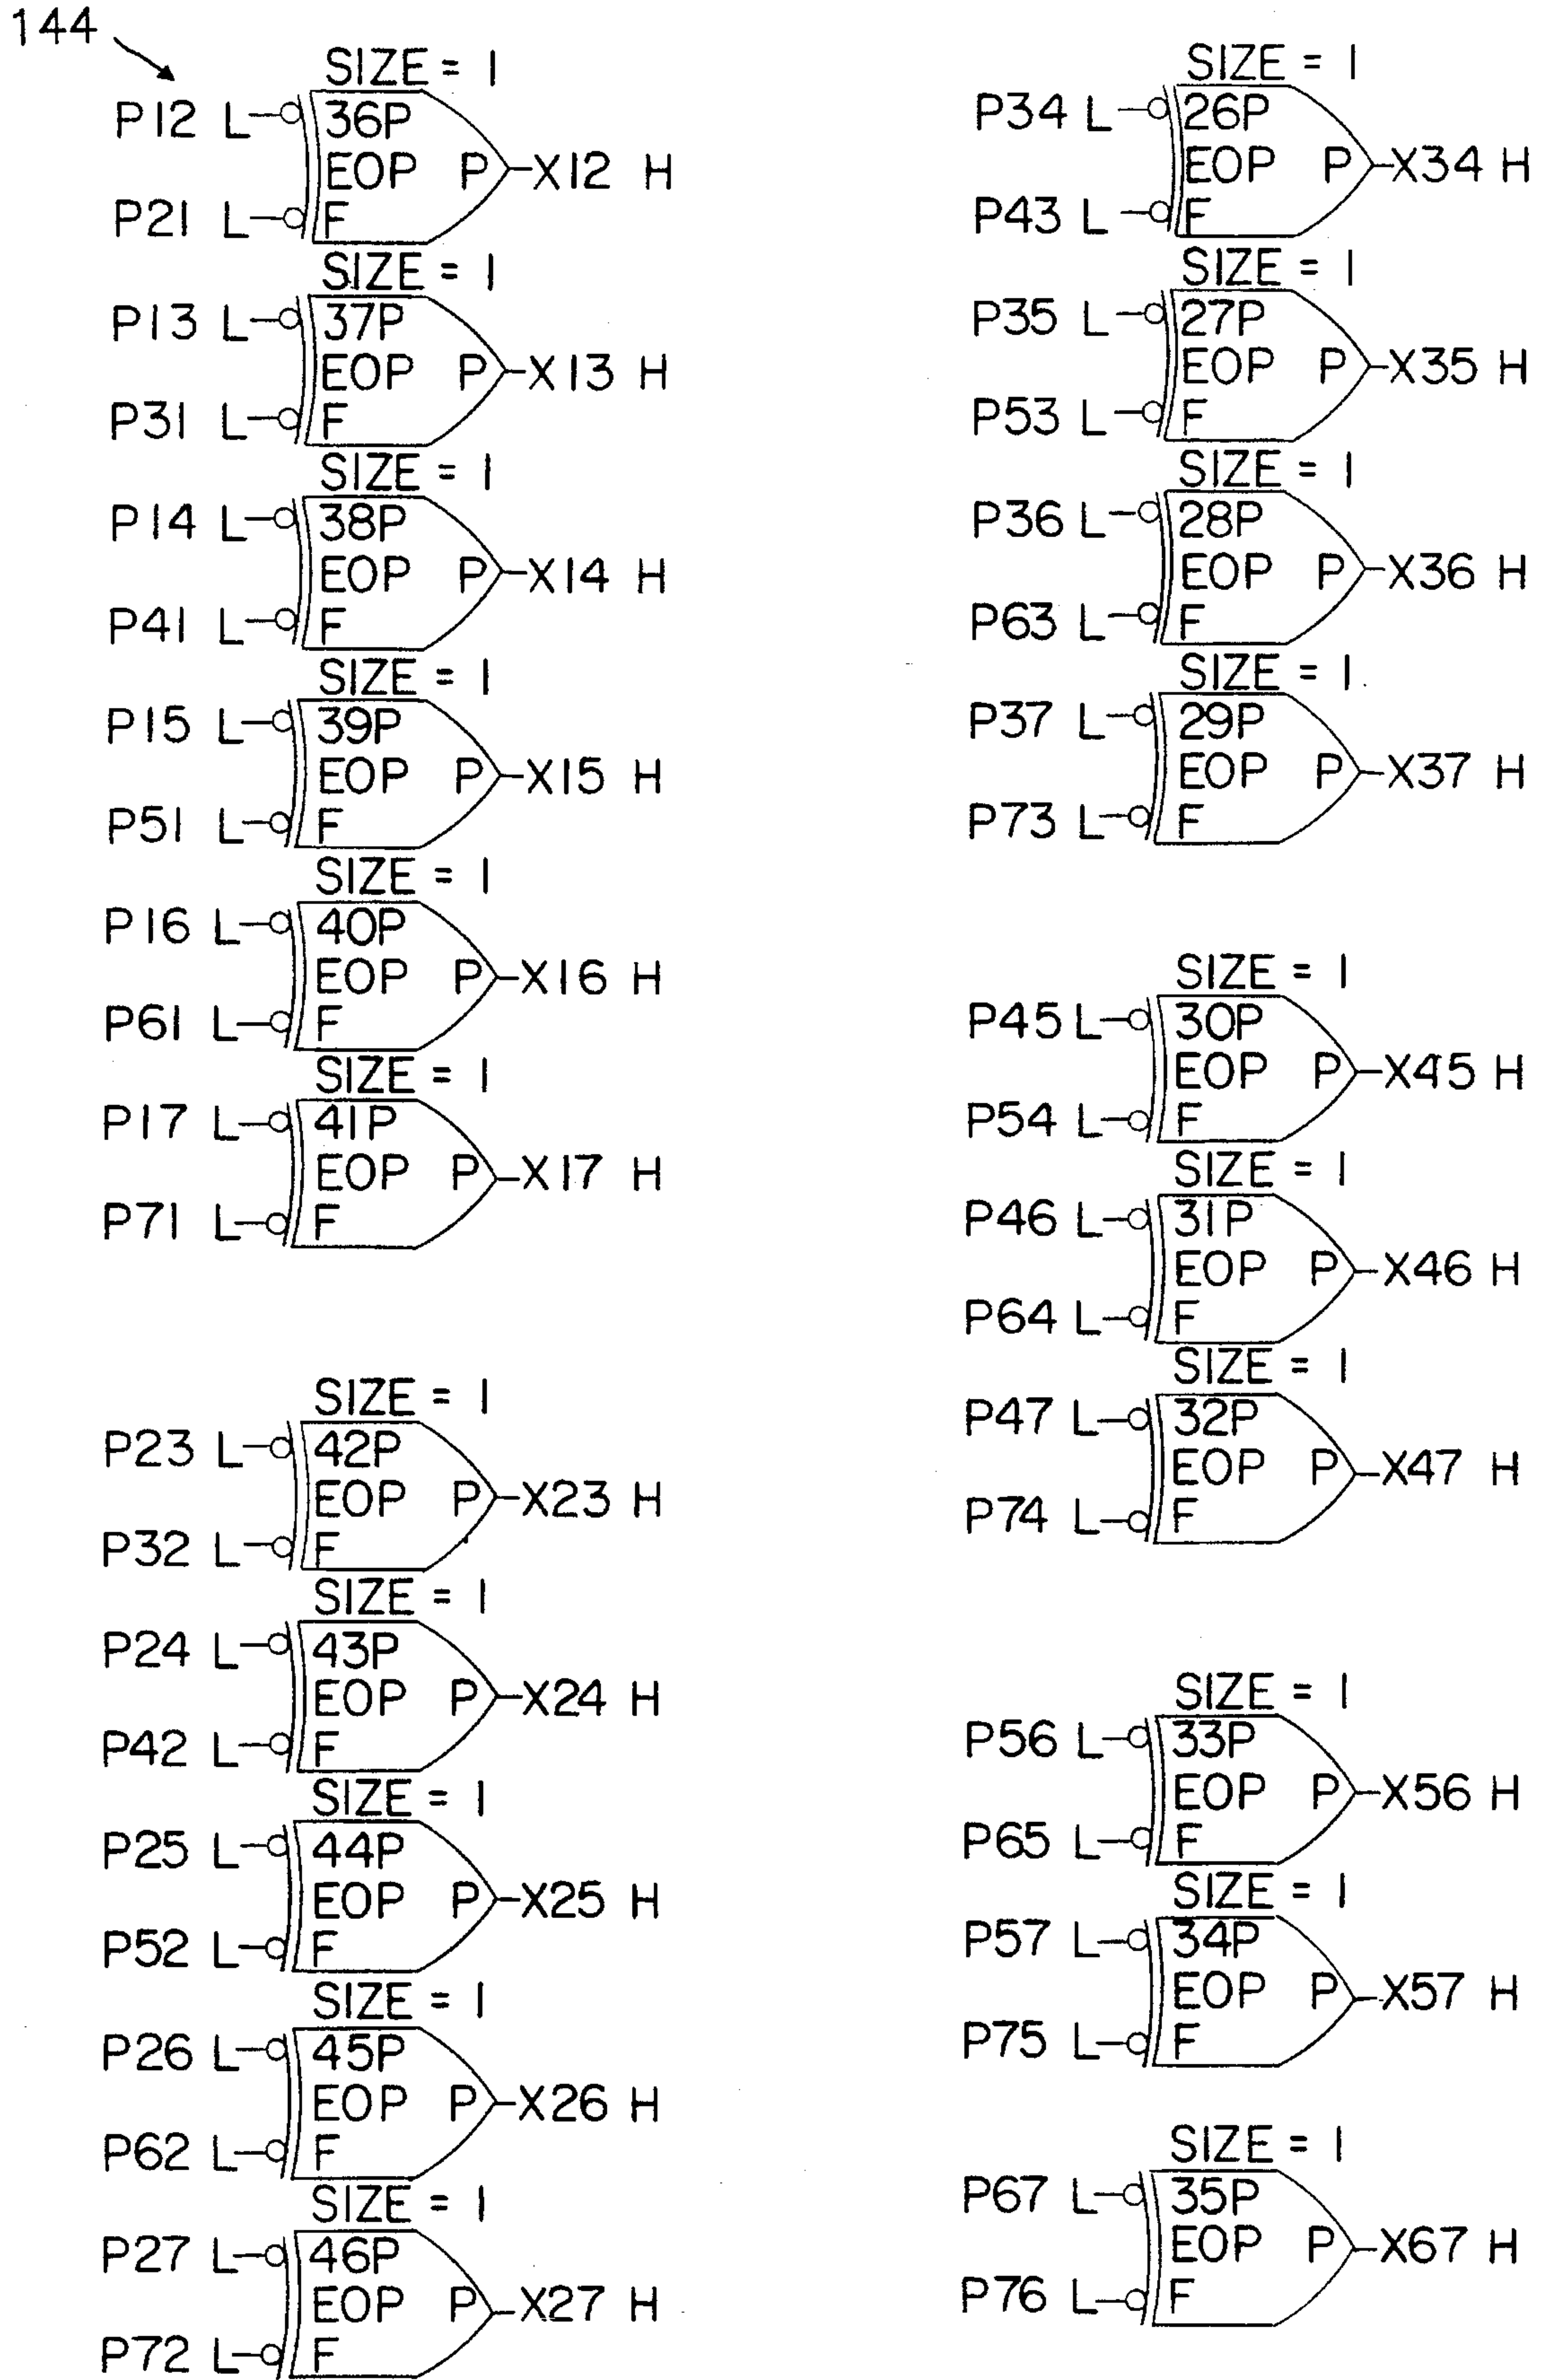 144
SIZE = 1
P12 L 36P
EOP P X12 H
P21 L F
SIZE = 1
P13 L 37P
EOP P X13 H
P31 L F
SIZE = 1
P14 L 38P
EOP P X14 H
P41 L F
SIZE = 1
P15 L 39P
EOP P X15 H
P51 L F
SIZE = 1
P16 L 40P
EOP P X16 H
P61 L F
SIZE = 1
P17 L 41P
EOP P X17 H
P71 L F
SIZE = 1
P23 L 42P
EOP P X23 H
P32 L F
SIZE = 1
P24 L 43P
EOP P X24 H
P42 L F
SIZE = 1
P25 L 44P
EOP P X25 H
P52 L F
SIZE = 1
P26 L 45P
EOP P X26 H
P62 L F
SIZE = 1
P27 L 46P
EOP P X27 H
P72 L F
SIZE = 1
P34 L 26P
EOP P X34 H
P43 L F
SIZE = 1
P35 L 27P
EOP P X35 H
P53 L F
SIZE = 1
P36 L 28P
EOP P X36 H
P63 L F
SIZE = 1
P37 L 29P
EOP P X37 H
P73 L F
SIZE = 1
P45 L 30P
EOP P X45 H
P54 L F
SIZE = 1
P46 L 31P
EOP P X46 H
P64 L F
SIZE = 1
P47 L 32P
EOP P X47 H
P74 L F
SIZE = 1
P56 L 33P
EOP P X56 H
P65 L F
SIZE = 1
P57 L 34P
EOP P X57 H
P75 L F
SIZE = 1
P67 L 35P
EOP P X67 H
P76 L F